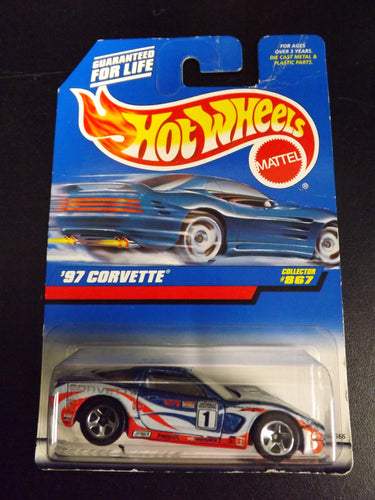 GUARANTEED
FOR LIFE
FOR AGES
OVER 3 YEARS.
DIE CAST METAL &
PLASTIC PARTS.
HOT WHEELS
MATTEL
®
'97 CORVETTE®
COLLECTOR
#867
1